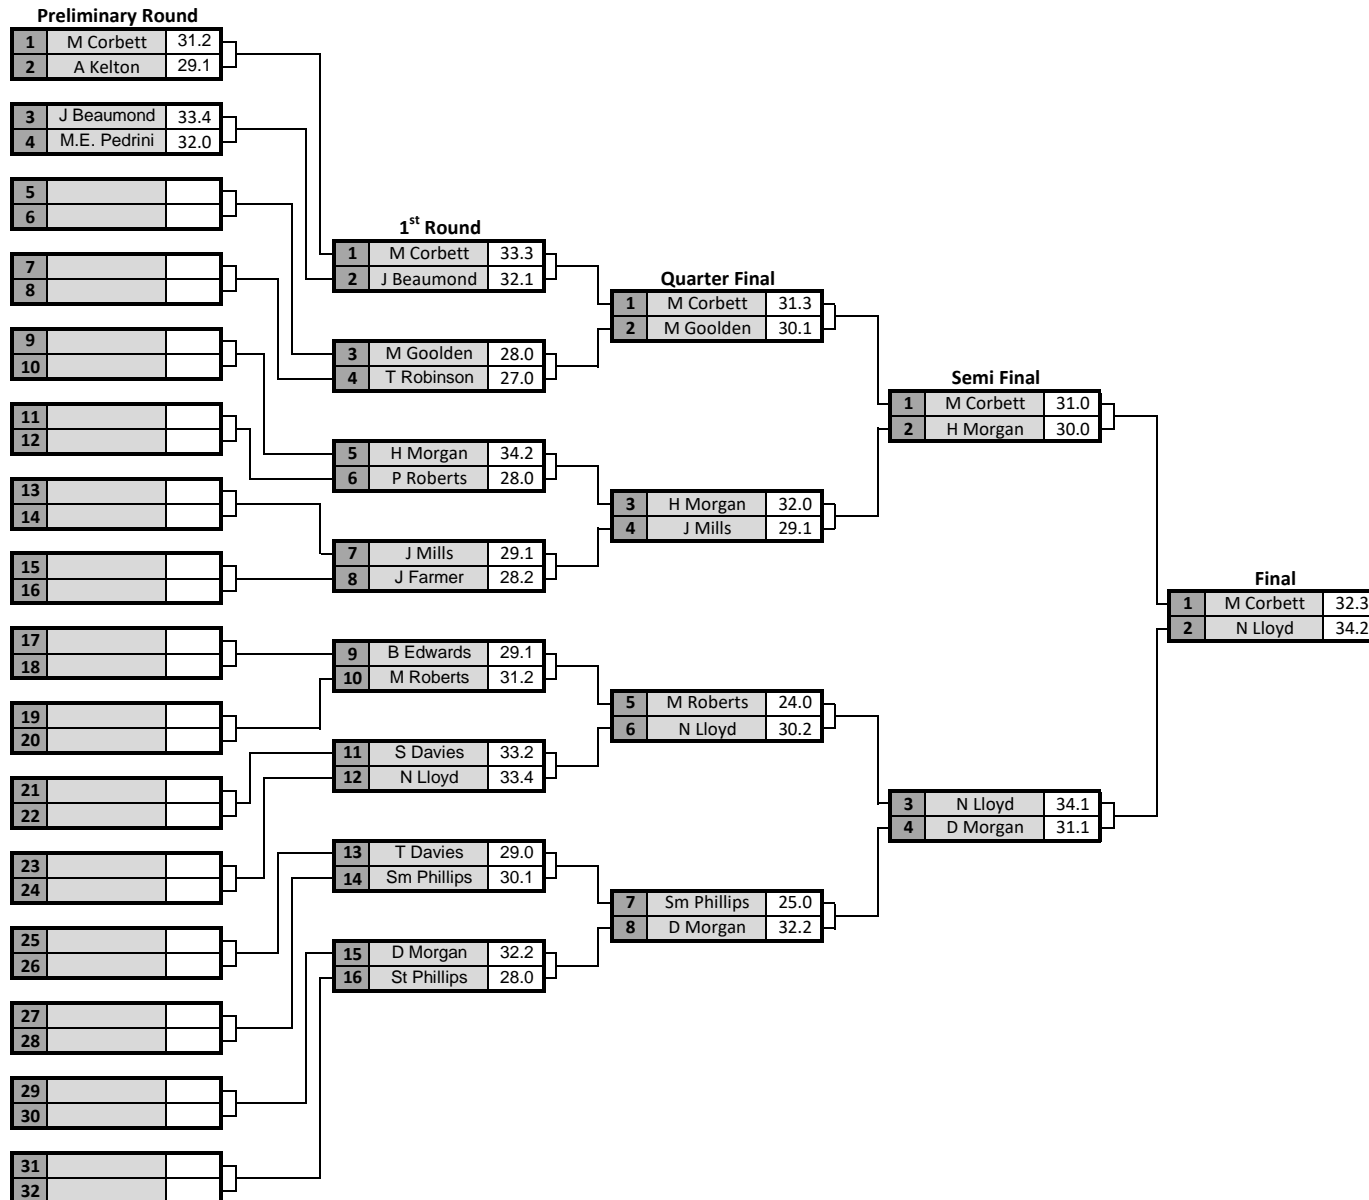 Preliminary Round
1 M Corbett 31.2
2 A Kelton 29.1
3 J Beaumond 33.4
4 M.E. Pedrini 32.0
5
6
7
8
9
10
11
12
13
14
15
16
17
18
19
20
21
22
23
24
25
26
27
28
29
30
31
32
1st Round
1 M Corbett 33.3
2 J Beaumond 32.1
3 M Goolden 28.0
4 T Robinson 27.0
5 H Morgan 34.2
6 P Roberts 28.0
7 J Mills 29.1
8 J Farmer 28.2
9 B Edwards 29.1
10 M Roberts 31.2
11 S Davies 33.2
12 N Lloyd 33.4
13 T Davies 29.0
14 Sm Phillips 30.1
15 D Morgan 32.2
16 St Phillips 28.0
Quarter Final
1 M Corbett 31.3
2 M Goolden 30.1
3 H Morgan 32.0
4 J Mills 29.1
5 M Roberts 24.0
6 N Lloyd 30.2
7 Sm Phillips 25.0
8 D Morgan 32.2
Semi Final
1 M Corbett 31.0
2 H Morgan 30.0
3 N Lloyd 34.1
4 D Morgan 31.1
Final
1 M Corbett 32.3
2 N Lloyd 34.2